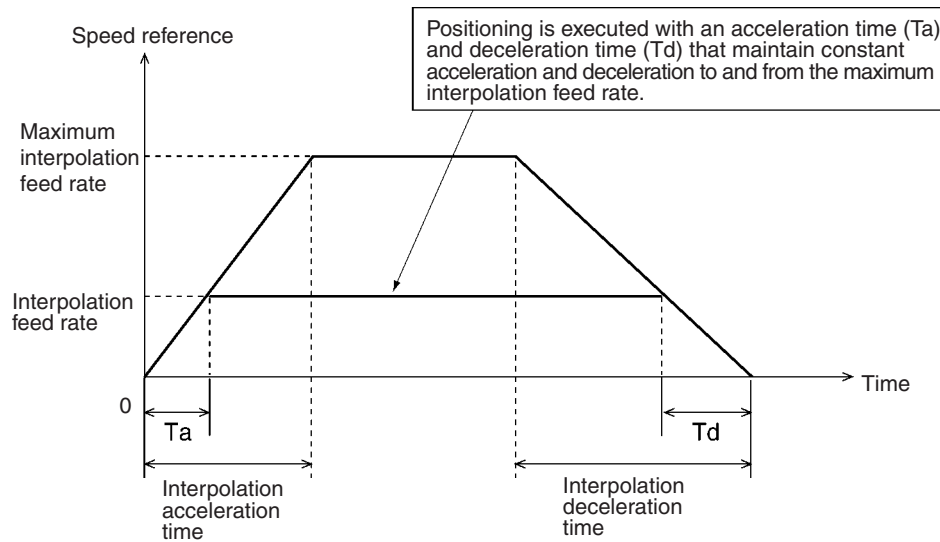 Positioning is executed with an acceleration time (Ta)
and deceleration time (Td) that maintain constant
acceleration and deceleration to and from the maximum
interpolation feed rate.
Speed reference
Maximum
interpolation
feed rate
Interpolation
feed rate
0
Time
Ta
Td
Interpolation
acceleration
time
Interpolation
deceleration
time